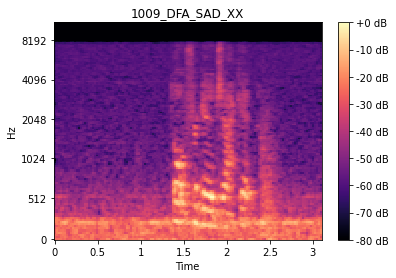 1009_DFA_SAD_XX
+0 dB
8192
-10 dB
4096
-20 dB
-30 dB
2048
-40 dB
Hz
1024
-50 dB
512
-60 dB
-70 dB
0
-80 dB
0 0.5 1 1.5 2 2.5 3
Time